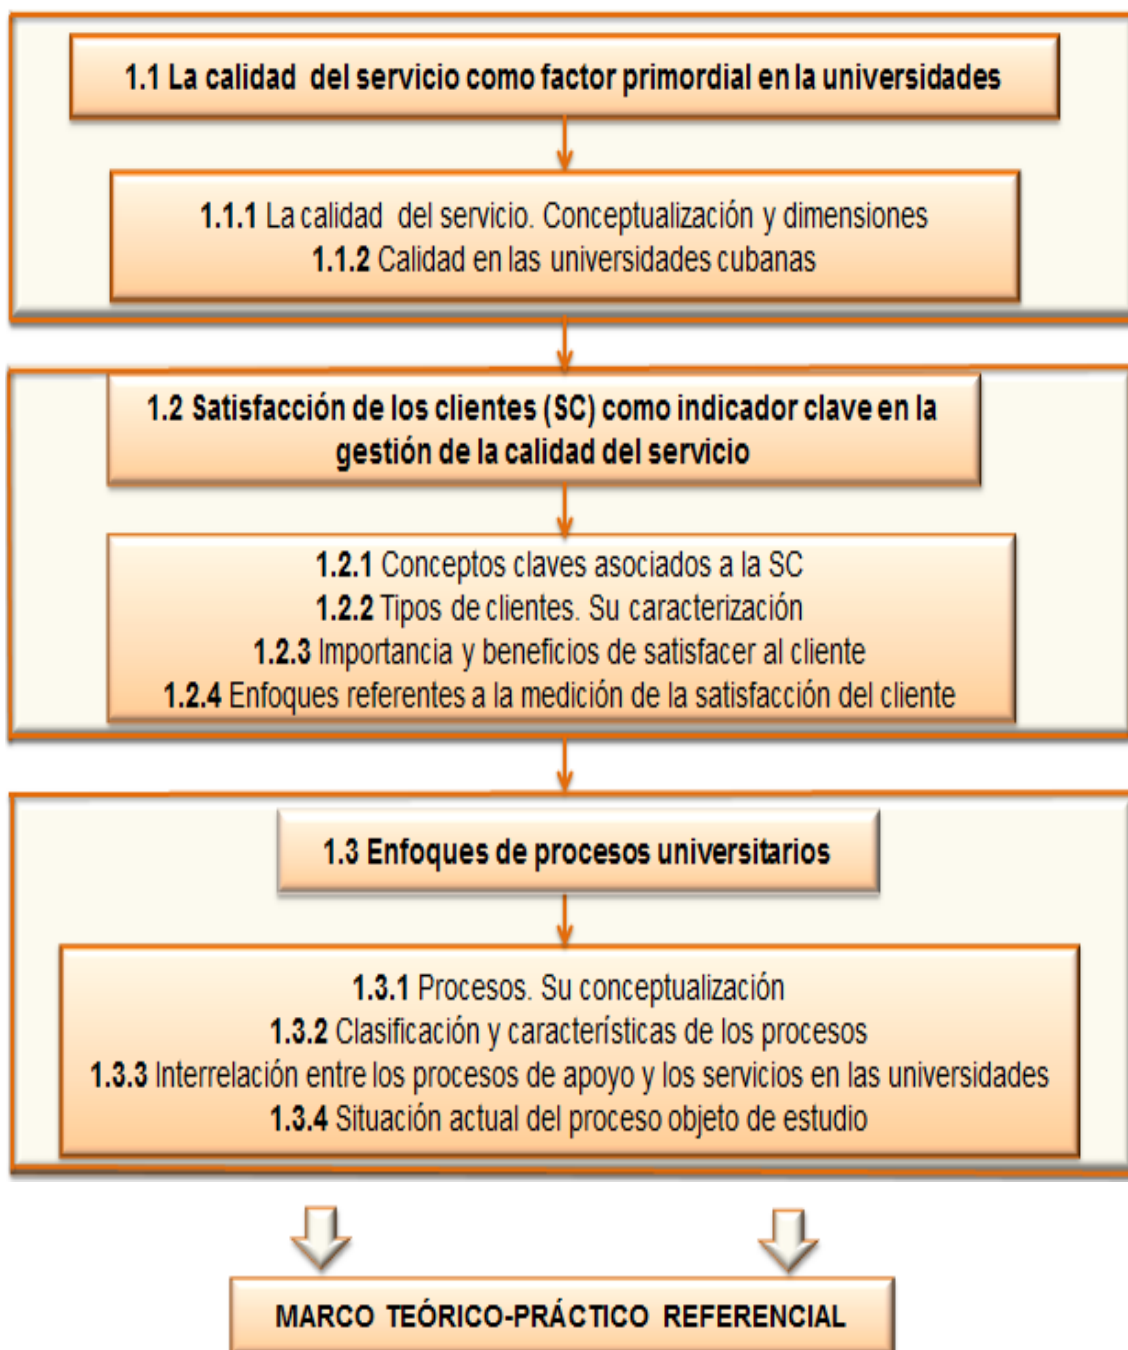 1.1 La calidad del servicio como factor primordial en la universidades
1.1.1 La calidad del servicio. Conceptualización y dimensiones
1.1.2 Calidad en las universidades cubanas
1.2 Satisfacción de los clientes (SC) como indicador clave en la
gestión de la calidad del servicio
1.2.1 Conceptos claves asociados a la SC
1.2.2 Tipos de clientes. Su caracterización
1.2.3 Importancia y beneficios de satisfacer al cliente
1.2.4 Enfoques referentes a la medición de la satisfacción del cliente
1.3 Enfoques de procesos universitarios
1.3.1 Procesos. Su conceptualización
1.3.2 Clasificación y características de los procesos
1.3.3 Interrelación entre los procesos de apoyo y los servicios en las universidades
1.3.4 Situación actual del proceso objeto de estudio
MARCO TEÓRICO-PRÁCTICO REFERENCIAL